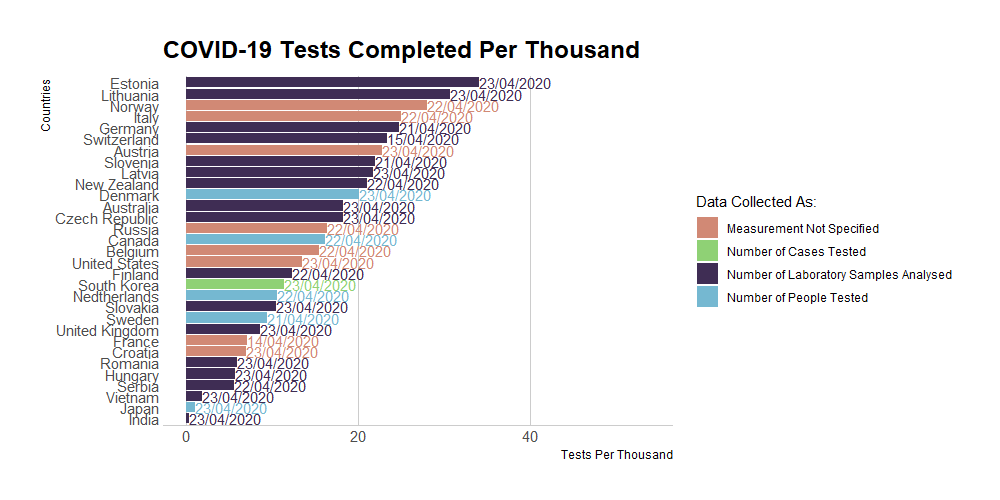 COVID-19 Tests Completed Per Thousand
Countries
Estonia 23/04/2020
Lithuania 23/04/2020
Norway 22/04/2020
Italy 22/04/2020
Germany 21/04/2020
Switzerland 15/04/2020
Austria 23/04/2020
Slovenia 21/04/2020
Latvia 23/04/2020
New Zealand 22/04/2020
Denmark 23/04/2020
Australia 23/04/2020
Czech Republic 23/04/2020
Russia 22/04/2020
Canada 22/04/2020
Belgium 22/04/2020
United States 23/04/2020
Finland 22/04/2020
South Korea 23/04/2020
Nedtherlands 22/04/2020
Slovakia 23/04/2020
Sweden 21/04/2020
United Kingdom 23/04/2020
France 14/04/2020
Croatia 23/04/2020
Romania 23/04/2020
Hungary 23/04/2020
Serbia 22/04/2020
Vietnam 23/04/2020
Japan 23/04/2020
India 23/04/2020
0 20 40
Tests Per Thousand
Data Collected As:
Measurement Not Specified
Number of Cases Tested
Number of Laboratory Samples Analysed
Number of People Tested